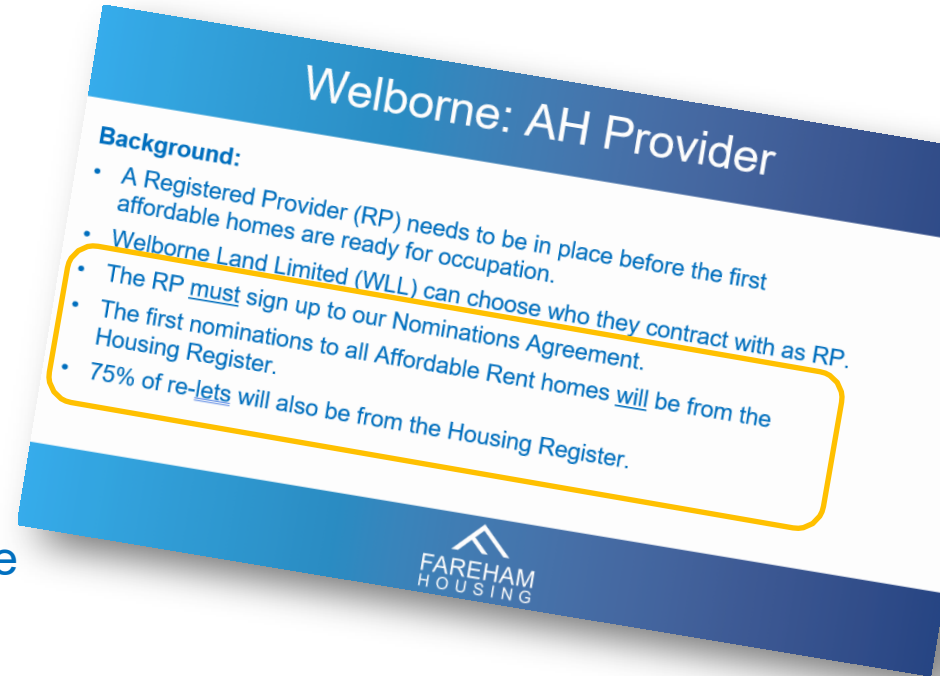 Welborne: AH Provider
Background:
• A Registered Provider (RP) needs to be in place before the first
affordable homes are ready for occupation.
• Welborne Land Limited (WLL) can choose who they contract with as RP.
• The RP must sign up to our Nominations Agreement.
• The first nominations to all Affordable Rent homes will be from the
Housing Register.
• 75% of re-lets will also be from the Housing Register.
e
FAREHAM
HOUSING